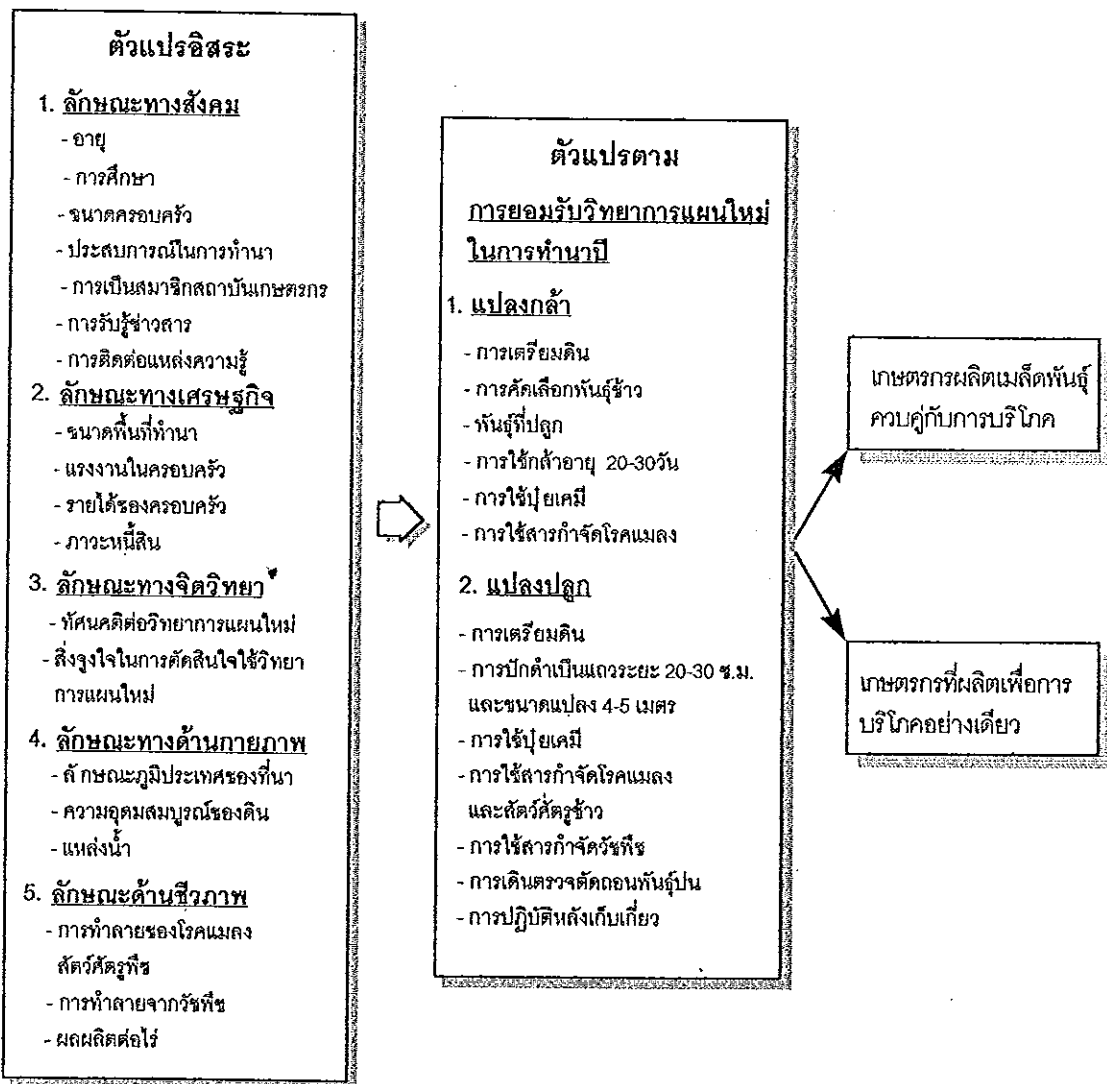 ตัวแปรอิสระ
1. ลักษณะทางสังคม
- อายุ
- การศึกษา
- ขนาดครอบครัว
- ประสบการณ์ในการทำนา
- การเป็นสมาชิกสถาบันเกษตรกร
- การรับรู้ข่าวสาร
- การติดต่อแหล่งความรู้
2. ลักษณะทางเศรษฐกิจ
- ขนาดพื้นที่ทำนา
- แรงงานในครอบครัว
- รายได้ของครอบครัว
- ภาวะหนี้สิน
3. ลักษณะทางจิตวิทยา
- ทัศนคติต่อวิทยาการแผนใหม่
- สิ่งจูงใจในการตัดสินใจใช้วิทยา
การแผนใหม่
4. ลักษณะทางด้านกายภาพ
- ลักษณะภูมิประเทศของที่นา
- ความอุดมสมบูรณ์ของดิน
- แหล่งน้ำ
5. ลักษณะด้านชีวภาพ
- การทำลายของโรคแมลง
สัตว์ศัตรูพืช
- การทำลายจากวัชพืช
- ผลผลิตต่อไร่
ตัวแปรตาม
การยอมรับวิทยาการแผนใหม่
ในการทำนาปี
1. แปลงกล้า
- การเตรียมดิน
- การคัดเลือกพันธุ์ข้าว
- พันธุ์ที่ปลูก
- การใช้กล้าอายุ 20-30วัน
- การใช้ปุ๋ยเคมี
- การใช้สารกำจัดโรคแมลง
2. แปลงปลูก
- การเตรียมดิน
- การปักดำเป็นแถวระยะ 20-30 ซ.ม.
และขนาดแปลง 4-5 เมตร
- การใช้ปุ๋ยเคมี
- การใช้สารกำจัดโรคแมลง
และสัตว์ศัตรูข้าว
- การใช้สารกำจัดวัชพืช
- การเดินตรวจตัดถอนพันธุ์ปน
- การปฏิบัติหลังเก็บเกี่ยว
เกษตรกรผลิตเมล็ดพันธุ์
ควบคู่กับการบริโภค
เกษตรกรที่ผลิตเพื่อการ
บริโภคอย่างเดียว